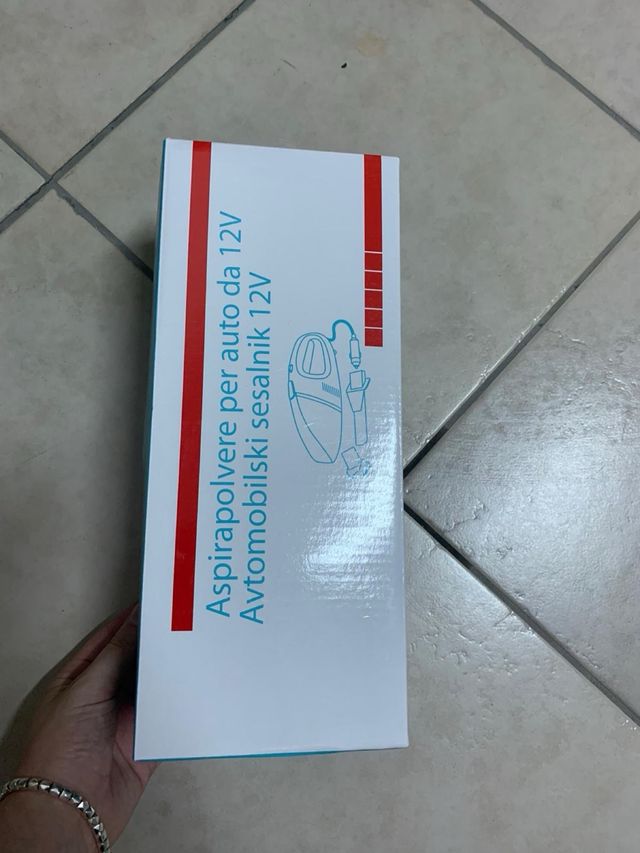 Aspirapolvere per auto da 12V
Avtomobilski sesalnik 12V